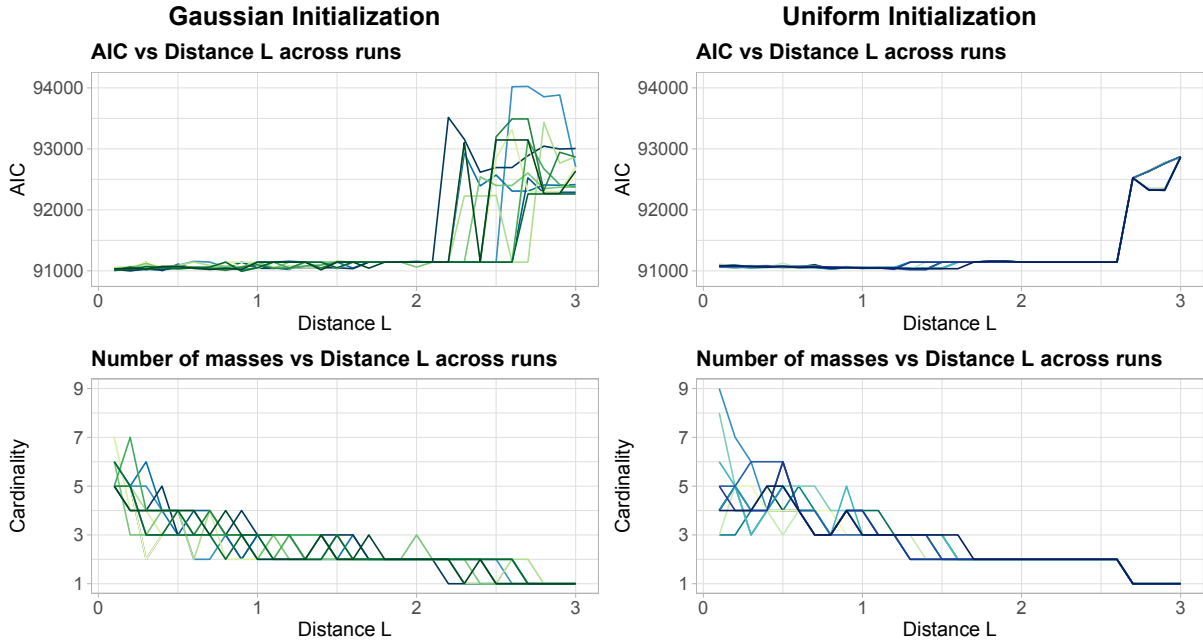 Gaussian Initialization
AIC vs Distance L across runs
AIC
94000
93000
92000
91000
0 1 2 3
Distance L
Number of masses vs Distance L across runs
Cardinality
9
7
5
3
1
0 1 2 3
Distance L
Uniform Initialization
AIC vs Distance L across runs
AIC
94000
93000
92000
91000
0 1 2 3
Distance L
Number of masses vs Distance L across runs
Cardinality
9
7
5
3
1
0 1 2 3
Distance L